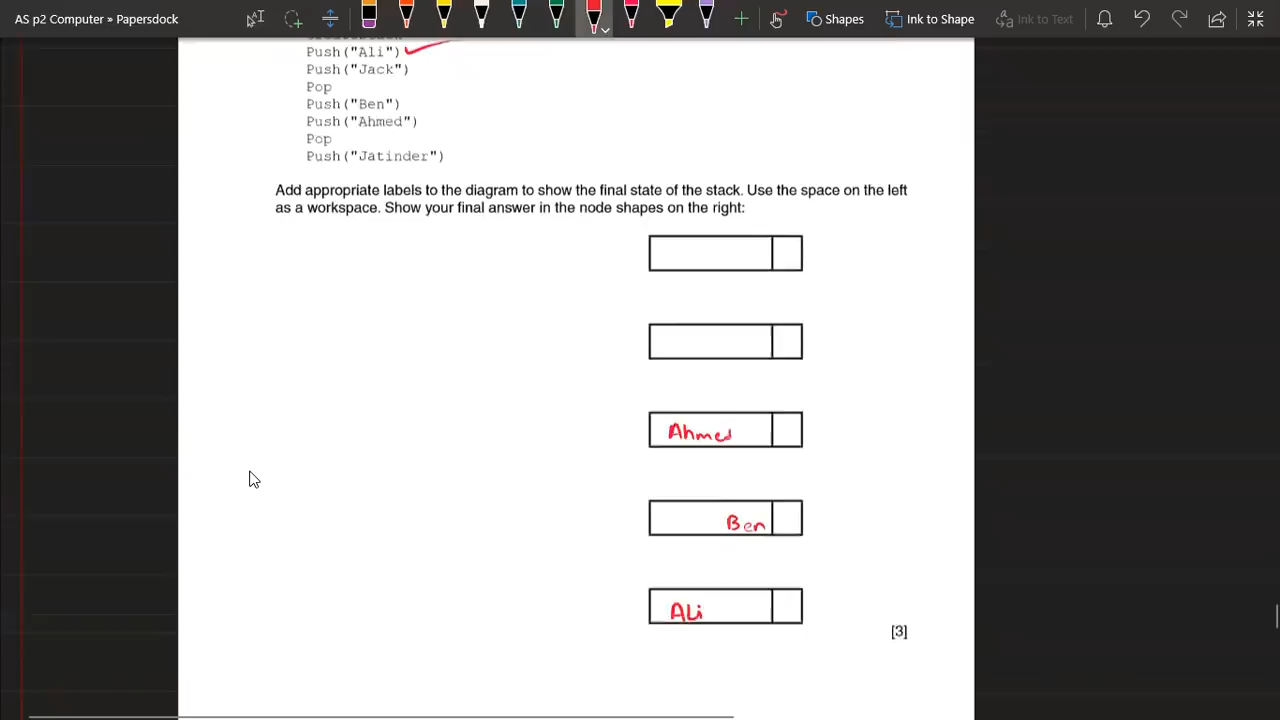 AS p2 Computer » Papersdock
Shapes
Ink to Shape
Ink to Text
Push("Ali")
Push("Jack")
Pop
Push("Ben")
Push("Ahmed")
Pop
Push("Jatinder")
Add appropriate labels to the diagram to show the final state of the stack. Use the space on the left
as a workspace. Show your final answer in the node shapes on the right:
Ahmed
Ben
ALi
[3]